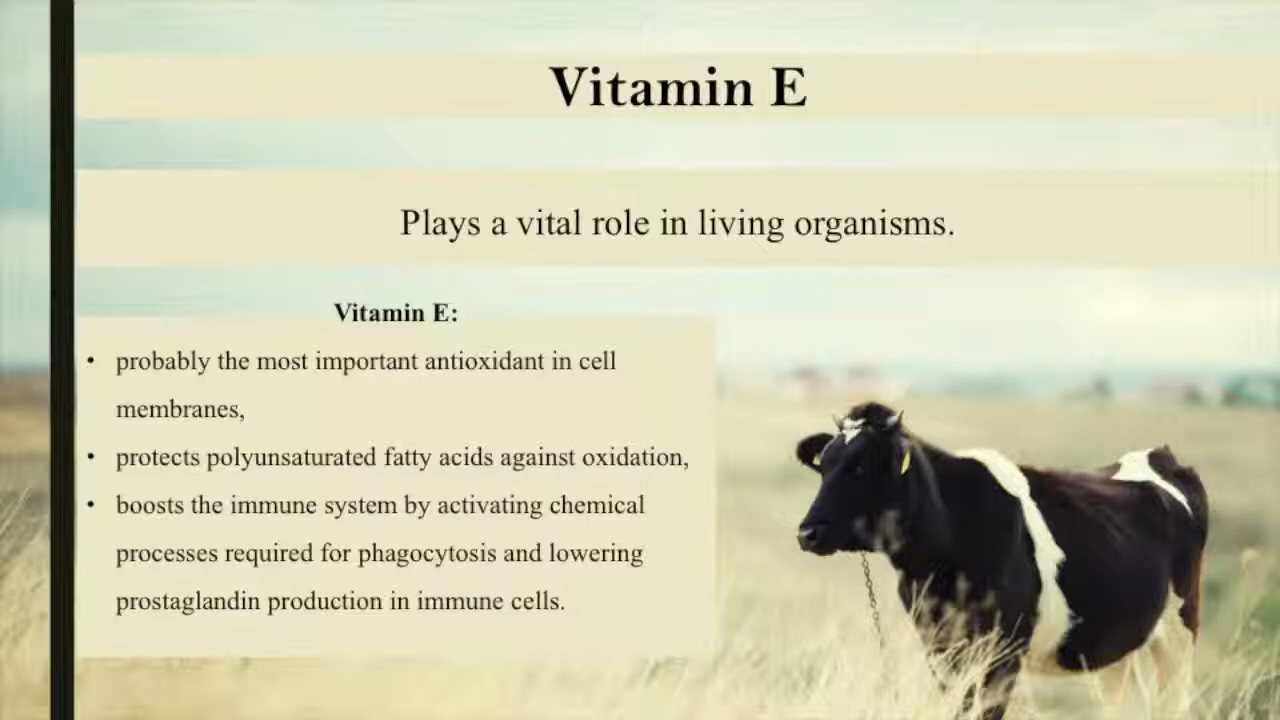 Vitamin E
Plays a vital role in living organisms.
Vitamin E:
• probably the most important antioxidant in cell
membranes,
• protects polyunsaturated fatty acids against oxidation,
• boosts the immune system by activating chemical
processes required for phagocytosis and lowering
prostaglandin production in immune cells.